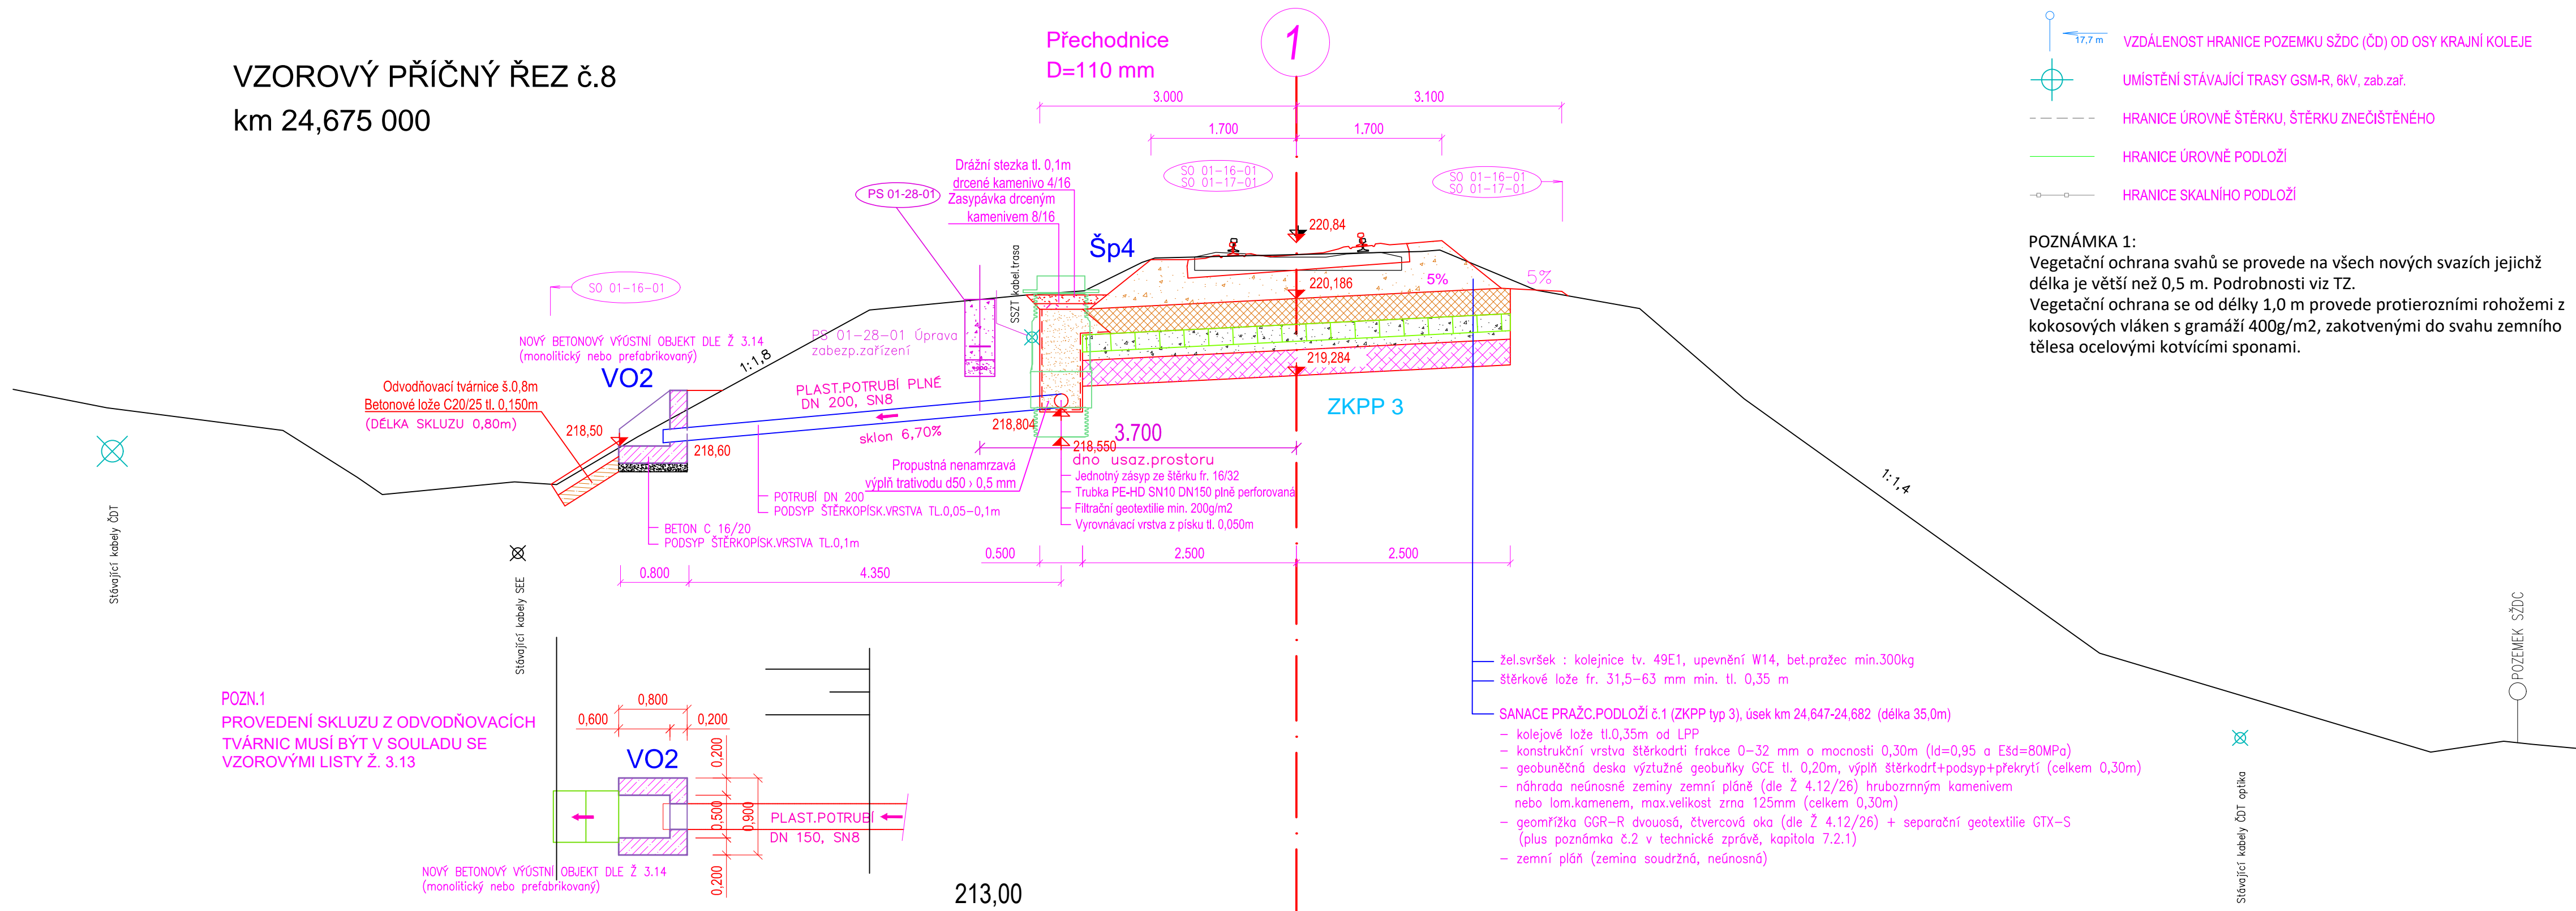 VZOROVÝ PŘÍČNÝ ŘEZ č.8
km 24,675 000
Přechodnice
D=110 mm
1
3.000
3.100
1.700
1.700
SO 01-16-01
SO 01-17-01
SO 01-16-01
SO 01-17-01
17,7 m
VZDÁLENOST HRANICE POZEMKU SŽDC (ČD) OD OSY KRAJNÍ KOLEJE
UMÍSTĚNÍ STÁVAJÍCÍ TRASY GSM-R, 6kV, zab.zař.
HRANICE ÚROVNĚ ŠTĚRKU, ŠTĚRKU ZNEČIŠTĚNÉHO
HRANICE ÚROVNĚ PODLOŽÍ
HRANICE SKALNÍHO PODLOŽÍ
POZNÁMKA 1:
Vegetační ochrana svahů se provede na všech nových svazích jejichž
délka je větší než 0,5 m. Podrobnosti viz TZ.
Vegetační ochrana se od délky 1,0 m provede protierozními rohožemi z
kokosových vláken s gramáží 400g/m2, zakotvenými do svahu zemního
tělesa ocelovými kotvícími sponami.
Drážní stezka tl. 0,1m
drcené kamenivo 4/16
Zasypávka drceným
kamenivem 8/16
PS 01-28-01
Šp4
SSZT kabel.trasa
220,84
220,186
219,284
5%
5%
ZKPP 3
SO 01-16-01
NOVÝ BETONOVÝ VÝÚSTNÍ OBJEKT DLE Ž 3.14
(monolitický nebo prefabrikovaný)
VO2
1:1,8
PS 01-28-01 Úprava
zabezp.zařízení
Odvodňovací tvárnice š.0,8m
Betonové lože C20/25 tl. 0,150m
(DÉLKA SKLUZU 0,80m)
218,50
218,60
PLAST.POTRUBÍ PLNÉ
DN 200, SN8
sklon 6,70%
218,804
218,550
3.700
dno usaz.prostoru
Propustná nenamrzavá
výplň trativodu d50 › 0,5 mm
Jednotný zásyp ze štěrku fr. 16/32
Trubka PE-HD SN10 DN150 plně perforovaná
Filtrační geotextilie min. 200g/m2
Vyrovnávací vrstva z písku tl. 0,050m
POTRUBÍ DN 200
PODSYP ŠTĚRKOPÍSK.VRSTVA TL.0,05-0,1m
BETON C 16/20
PODSYP ŠTĚRKOPÍSK.VRSTVA TL.0,1m
0.500
2.500
2.500
0.800
4.350
1:1,4
Stávající kabely ČDT
Stávající kabely SEE
žel.svršek : kolejnice tv. 49E1, upevnění W14, bet.pražec min.300kg
štěrkové lože fr. 31,5-63 mm min. tl. 0,35 m
SANACE PRAŽC.PODLOŽÍ č.1 (ZKPP typ 3), úsek km 24,647-24,682 (délka 35,0m)
- kolejové lože tl.0,35m od LPP
- konstrukční vrstva štěrkodrti frakce 0-32 mm o mocnosti 0,30m (Id=0,95 a Ešd=80MPa)
- geobuněčná deska výztužné geobuňky GCE tl. 0,20m, výplň štěrkodrť+podsyp+překrytí (celkem 0,30m)
- náhrada neúnosné zeminy zemní pláně (dle Ž 4.12/26) hrubozrnným kamenivem
nebo lom.kamenem, max.velikost zrna 125mm (celkem 0,30m)
- geomřížka GGR-R dvouosá, čtvercová oka (dle Ž 4.12/26) + separační geotextilie GTX-S
(plus poznámka č.2 v technické zprávě, kapitola 7.2.1)
- zemní pláň (zemina soudržná, neúnosná)
POZEMEK SŽDC
Stávající kabely ČDT optika
POZN.1
PROVEDENÍ SKLUZU Z ODVODŇOVACÍCH
TVÁRNIC MUSÍ BÝT V SOULADU SE
VZOROVÝMI LISTY Ž. 3.13
0,800
0,600
0,200
VO2
0,200
0,500
0,900
0,200
PLAST.POTRUBÍ
DN 150, SN8
NOVÝ BETONOVÝ VÝÚSTNÍ OBJEKT DLE Ž 3.14
(monolitický nebo prefabrikovaný)
213,00